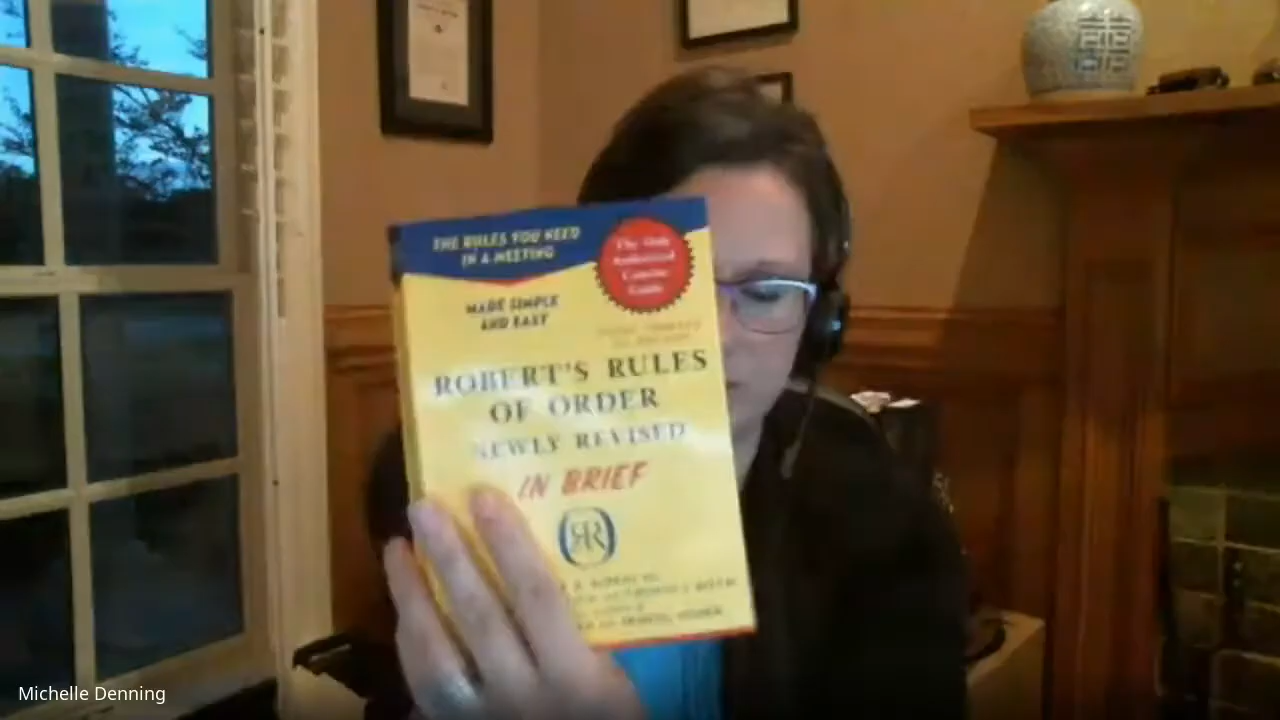 THE RULES YOU NEED
IN A MEETING
The Only
Authorized
Concise
Guide
MADE SIMPLE
AND EASY
ROBERT'S RULES
OF ORDER
NEWLY REVISED
IN BRIEF
RR
Michelle Denning